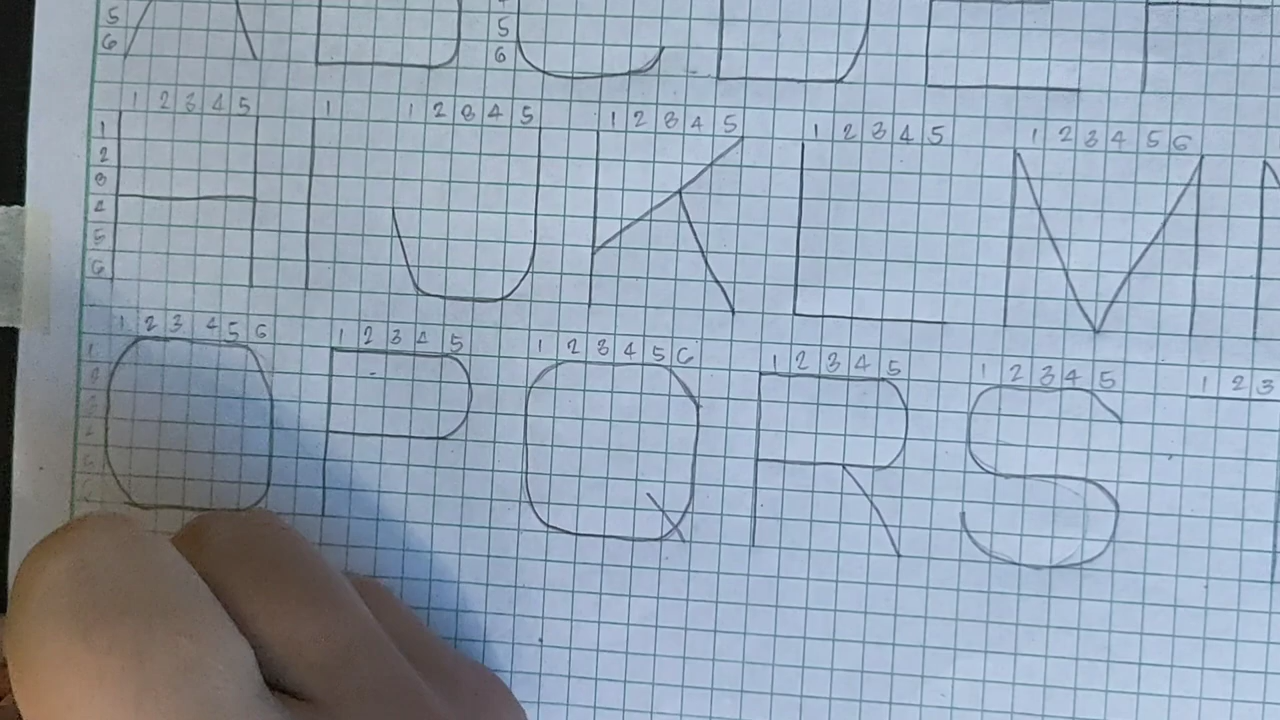 5 5
6 6
1 2 3 4 5 1 1 2 3 4 5 1 2 3 4 5 1 2 3 4 5 1 2 3 4 5 6
1
2
3
4
5
6
H I J K L M
1 2 3 4 5 6 1 2 3 4 5 1 2 3 4 5 6 1 2 3 4 5 1 2 3 4 5 1 2 3
1
O P Q R S